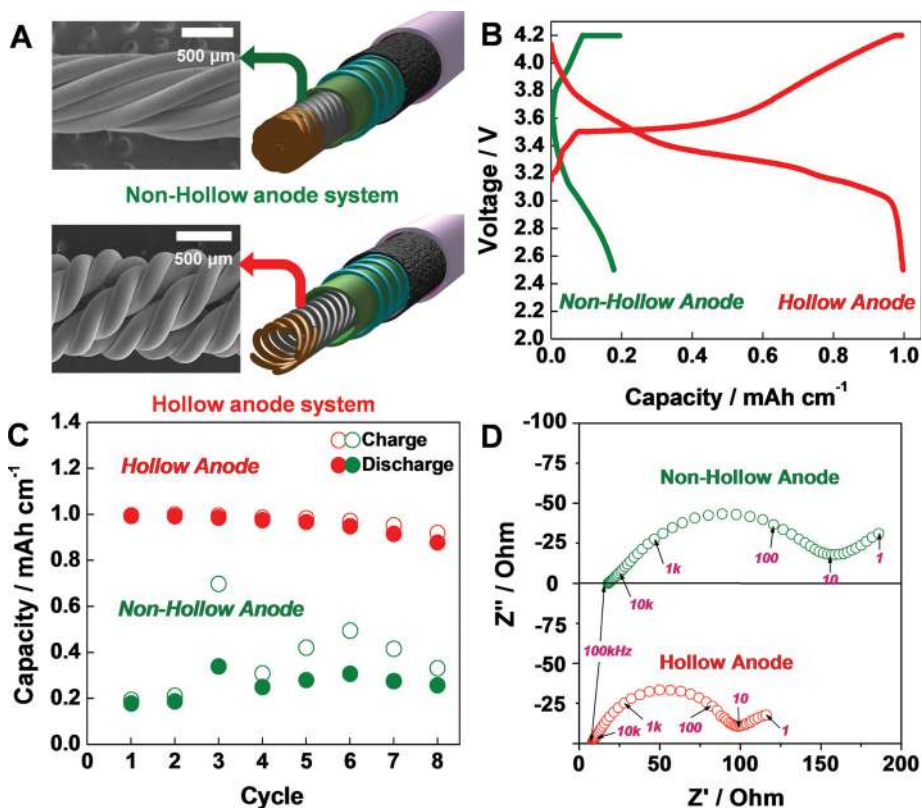 A
500 µm
Non-Hollow anode system
500 µm
Hollow anode system
B
4.2
3.9
3.6
3.3
3.0
2.8
2.6
2.4
2.2
2.0
Voltage / V
Non-Hollow Anode
Hollow Anode
0.0 0.2 0.4 0.6 0.8 1.0
Capacity / mAh cm⁻¹
C
1.4
1.2
1.0
0.8
0.6
0.4
0.2
0.0
Capacity / mAh cm⁻¹
Hollow Anode
Charge
Discharge
Non-Hollow Anode
1 2 3 4 5 6 7 8
Cycle
D
-100
-75
-50
-25
0
-75
-50
-25
Z'' / Ohm
Non-Hollow Anode
10k
1k
100
10
1
100kHz
Hollow Anode
10k
1k
100
10
1
0 50 100 150 200
Z' / Ohm